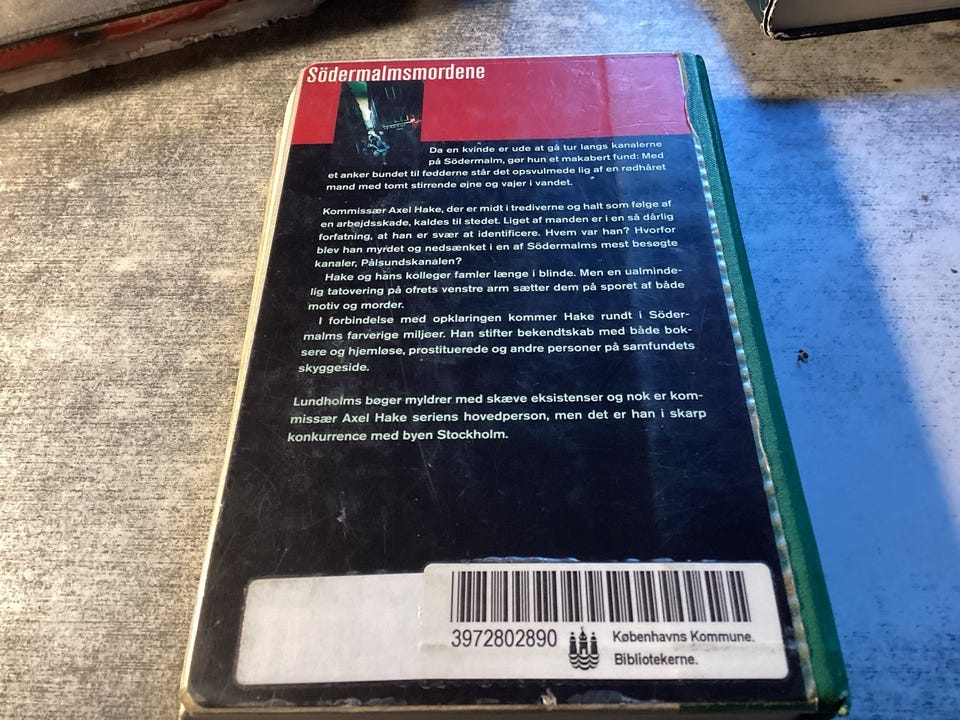 Södermalmsmordene
Da en kvinde er ude at gå tur langs kanalerne
på Södermalm, gør hun et makabert fund: Med
et anker bundet til fødderne står det opsvulmede lig af en rødhåret
mand med tomt stirrende øjne og vajer i vandet.
Kommissær Axel Hake, der er midt i trediverne og halt som følge af
en arbejdsskade, kaldes til stedet. Liget af manden er i en så dårlig
forfatning, at han er svær at identificere. Hvem var han? Hvorfor
blev han myrdet og nedsænket i en af Södermalms mest besøgte
kanaler, Pålsundskanalen?
Hake og hans kolleger famler længe i blinde. Men en ualminde-
lig tatovering på ofrets venstre arm sætter dem på sporet af både
motiv og morder.
I forbindelse med opklaringen kommer Hake rundt i Söder-
malms farverige miljøer. Han stifter bekendtskab med både bok-
sere og hjemløse, prostituerede og andre personer på samfundets
skyggeside.
Lundholms bøger myldrer med skæve eksistenser og nok er kom-
missær Axel Hake seriens hovedperson, men det er han i skarp
konkurrence med byen Stockholm.
3972802890
Københavns Kommune.
Bibliotekerne.